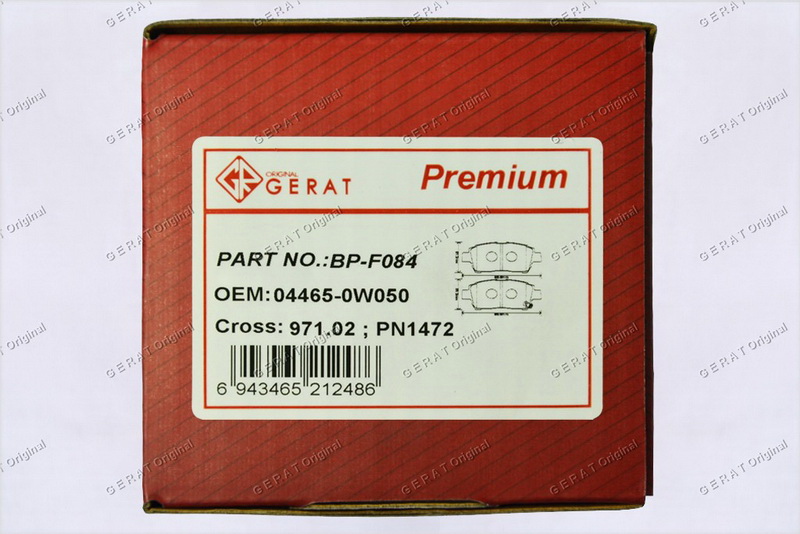 ORIGINAL
GERAT
Premium
PART NO.:BP-F084
OEM:04465-0W050
Cross: 971.02 ; PN1472
6 943465 212486
GERAT Original